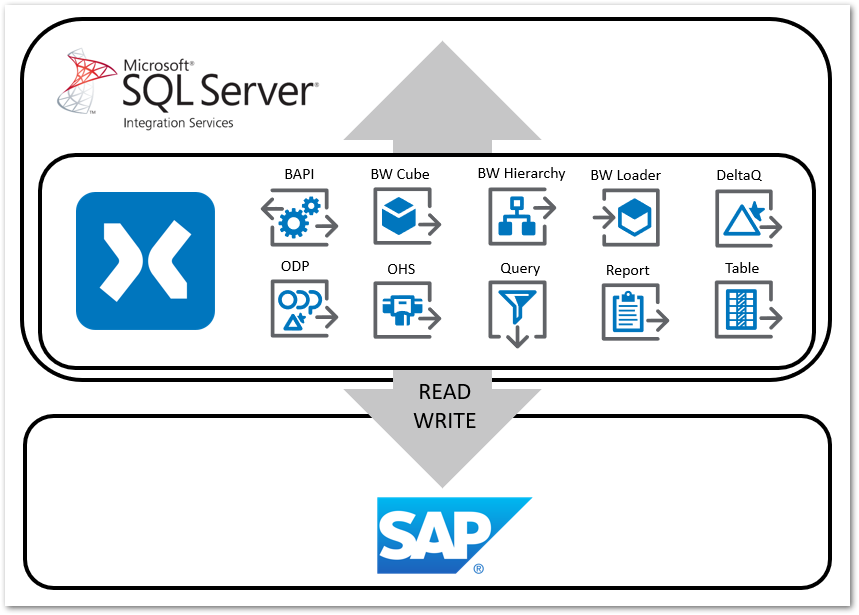 Microsoft®
SQL Server®
Integration Services
™
BAPI
BW Cube
BW Hierarchy
BW Loader
DeltaQ
ODP
OHS
Query
Report
Table
READ
WRITE
SAP®